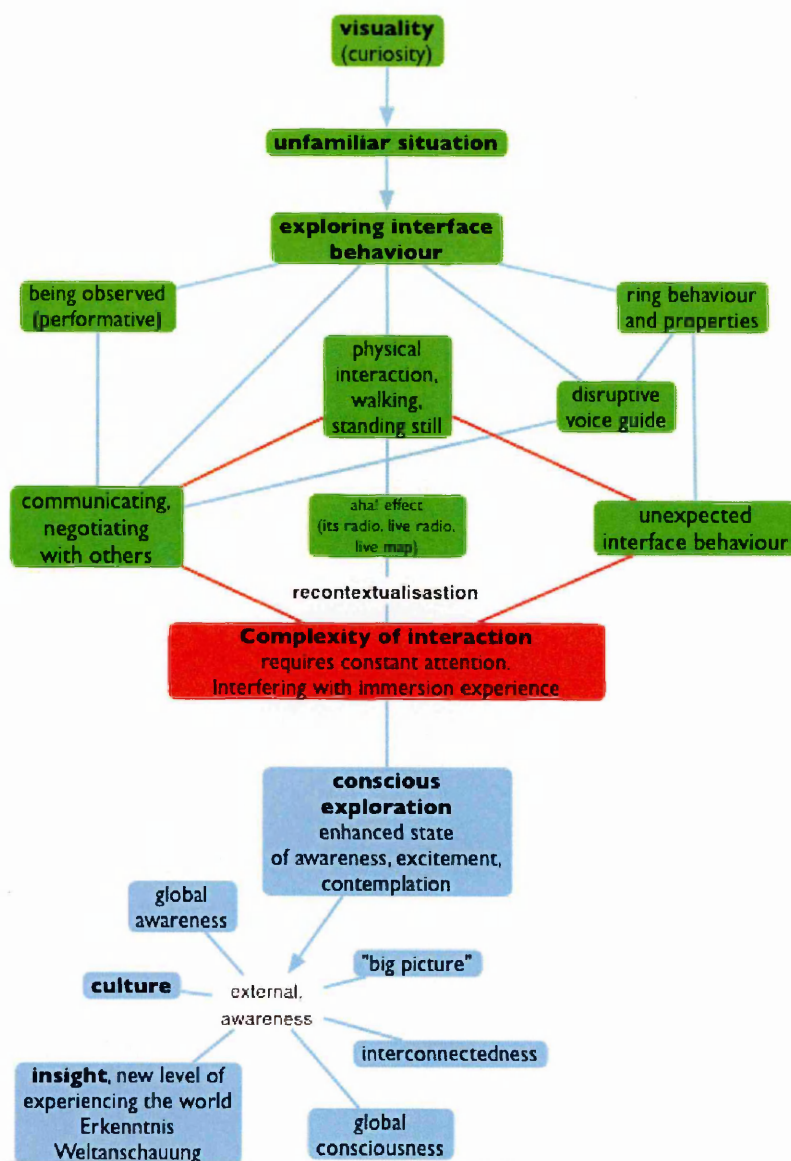 visuality
(curiosity)
unfamiliar situation
exploring interface
behaviour
being observed
(performative)
ring behaviour
and properties
physical
interaction,
walking,
standing still
disruptive
voice guide
communicating,
negotiating
with others
aha! effect
(its radio, live radio,
live map)
unexpected
interface behaviour
recontextualisastion
Complexity of interaction
requires constant attention.
Interfering with immersion experience
conscious
exploration
enhanced state
of awareness, excitement,
contemplation
global
awareness
"big picture"
culture
external,
awareness
interconnectedness
insight, new level of
experiencing the world
Erkenntnis
Weltanschauung
global
consciousness